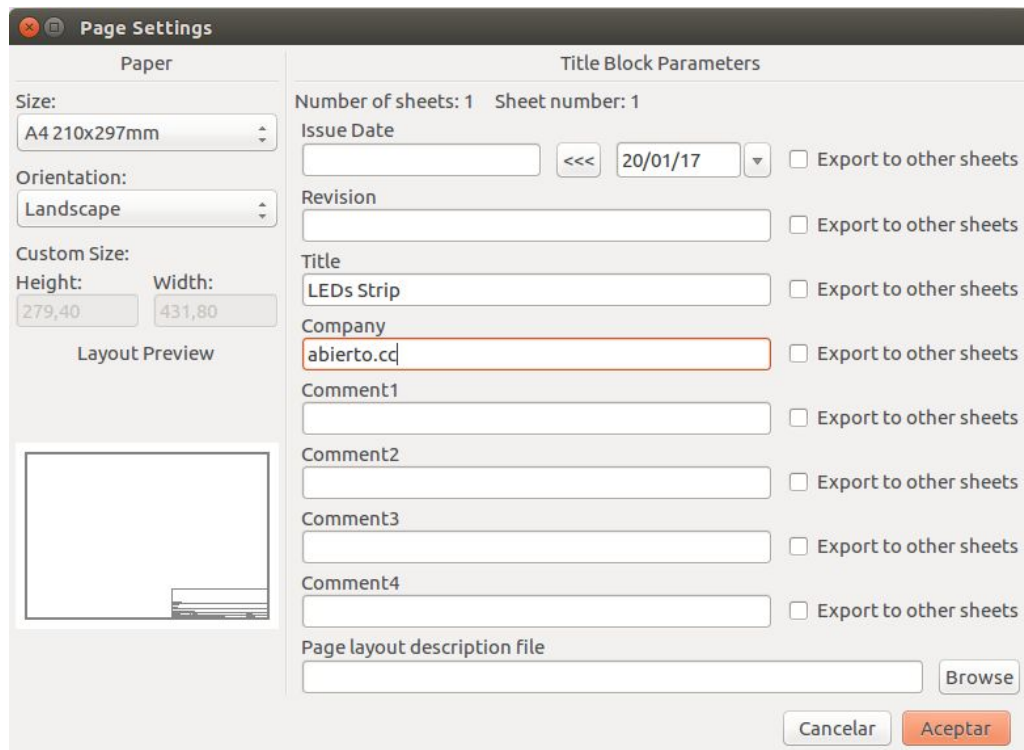 Page Settings
Paper
Title Block Parameters
Size:
A4 210x297mm
Orientation:
Landscape
Custom Size:
Height: Width:
279,40 431,80
Layout Preview
Number of sheets: 1 Sheet number: 1
Issue Date
<<< 20/01/17 Export to other sheets
Revision
Export to other sheets
Title
LEDs Strip Export to other sheets
Company
abierto.cc Export to other sheets
Comment1
Export to other sheets
Comment2
Export to other sheets
Comment3
Export to other sheets
Comment4
Export to other sheets
Page layout description file
Browse
Cancelar Aceptar